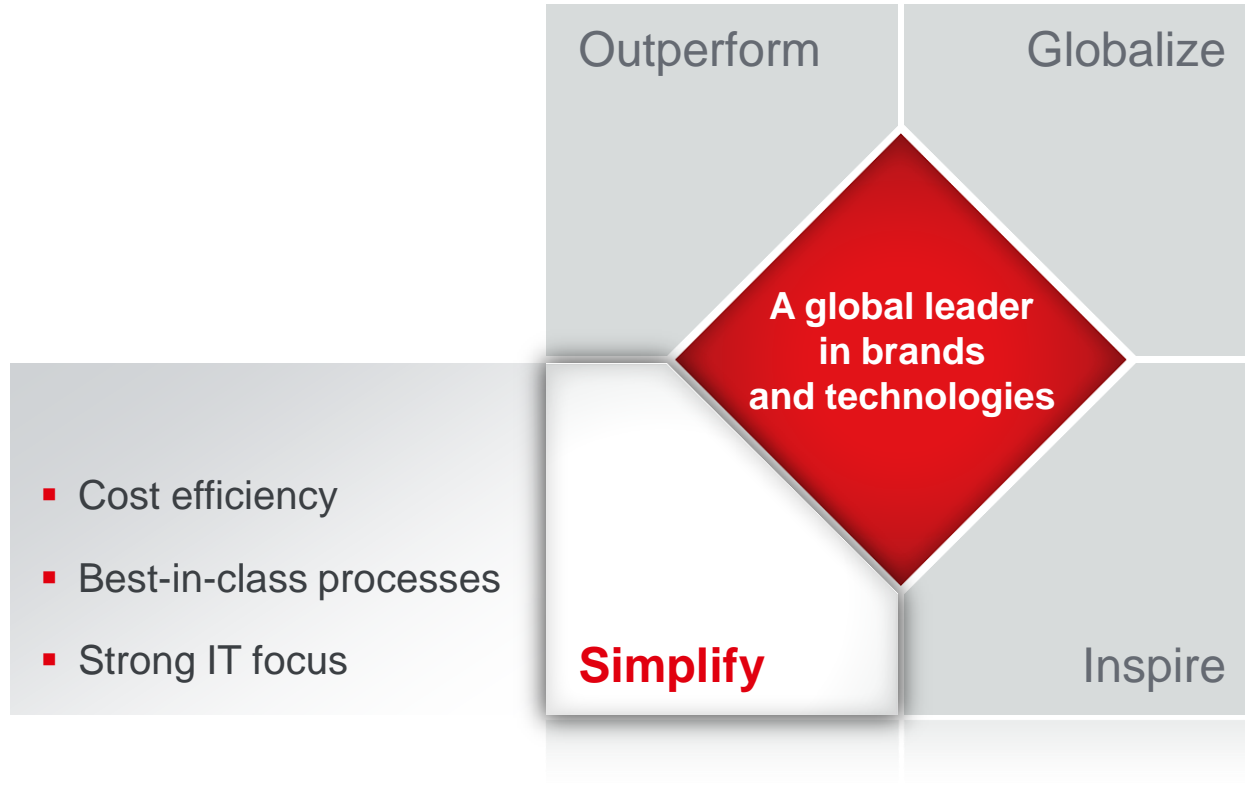 Outperform
Globalize
A global leader
in brands
and technologies
▪ Cost efficiency
▪ Best-in-class processes
▪ Strong IT focus
Simplify
Inspire